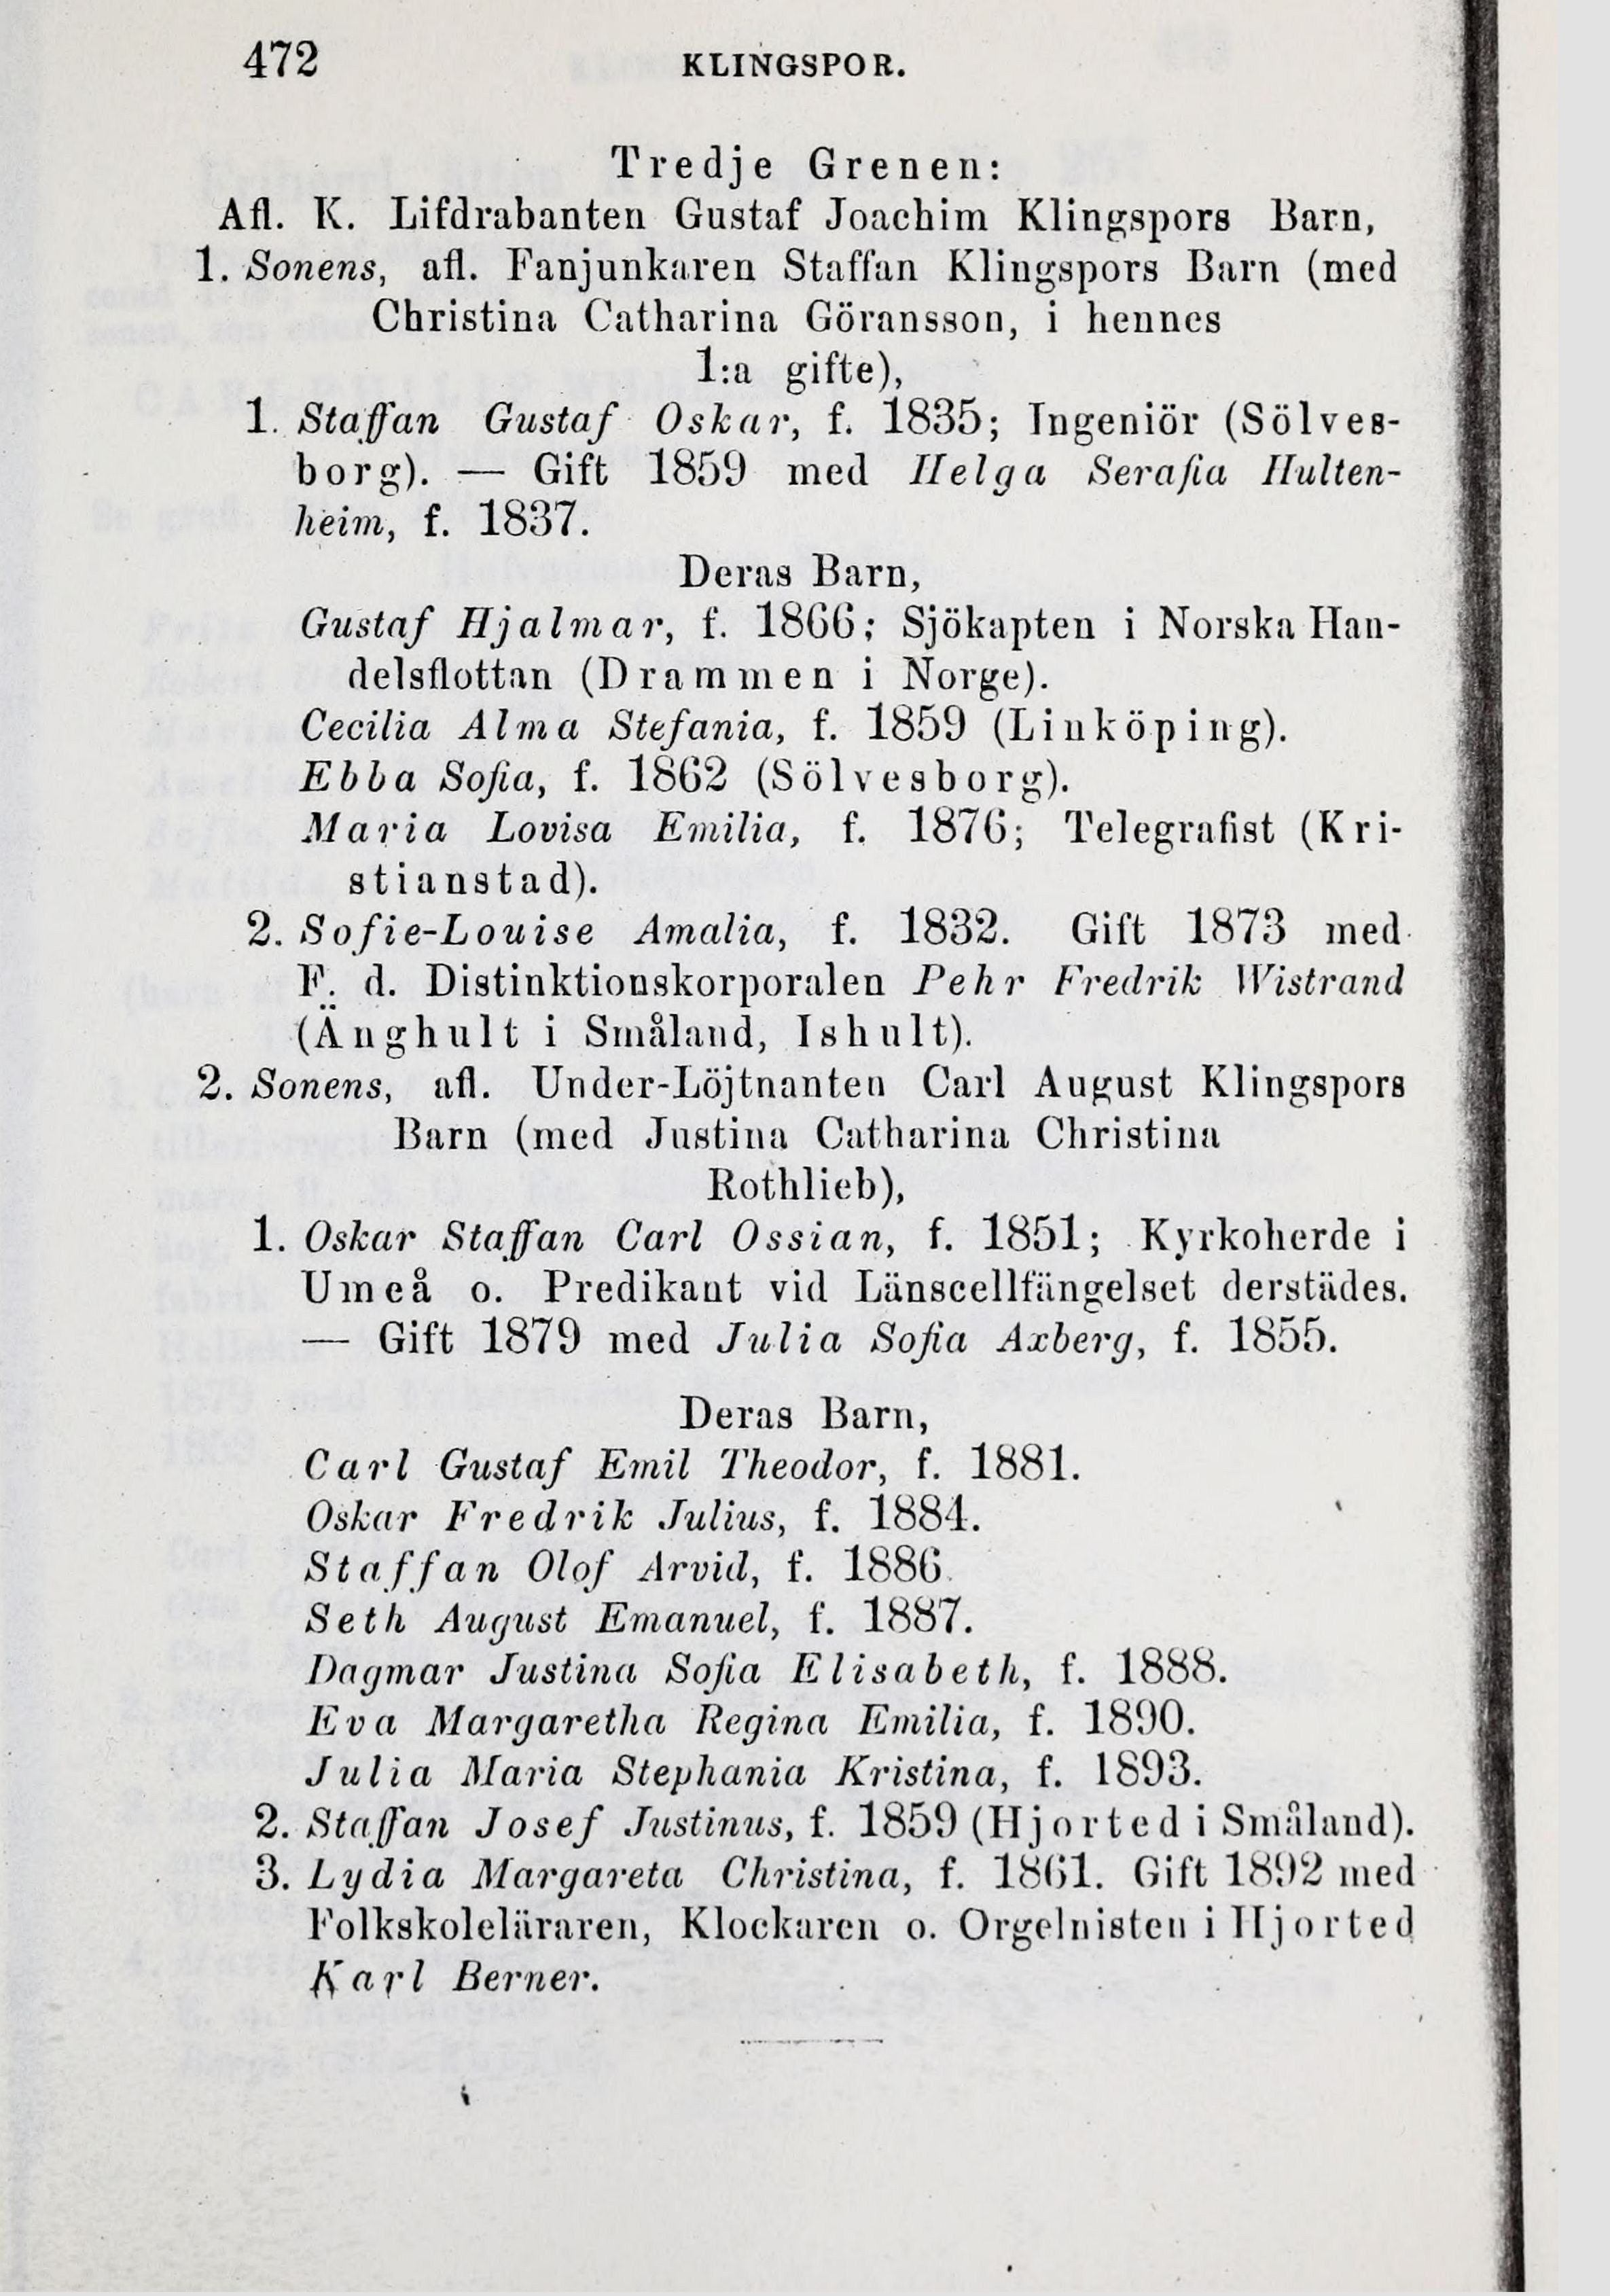 472 KLINGSPOR.
Tredje Grenen:
Afl. K. Lifdrabanten Gustaf Joachim Klingspors Barn,
1. Sonens, afl. Fanjunkaren Staffan Klingspors Barn (med
Christina Catharina Göransson, i hennes
1:a gifte),
1. Staffan Gustaf Oskar, f. 1835; Ingeniör (Sölves-
borg). — Gift 1859 med Helga Serafia Hulten-
heim, f. 1837.
Deras Barn,
Gustaf Hjalmar, f. 1866; Sjökapten i Norska Han-
delsflottan (Drammen i Norge).
Cecilia Alma Stefania, f. 1859 (Linköping).
Ebba Sofia, f. 1862 (Sölvesborg).
Maria Lovisa Emilia, f. 1876; Telegrafist (Kri-
stianstad).
2. Sofie-Louise Amalia, f. 1832. Gift 1873 med
F. d. Distinktionskorporalen Pehr Fredrik Wistrand
(Änghult i Småland, Ishult).
2. Sonens, afl. Under-Löjtnanten Carl August Klingspors
Barn (med Justina Catharina Christina
Rothlieb),
1. Oskar Staffan Carl Ossian, f. 1851; Kyrkoherde i
Umeå o. Predikant vid Länscellfängelset derstädes.
— Gift 1879 med Julia Sofia Axberg, f. 1855.
Deras Barn,
Carl Gustaf Emil Theodor, f. 1881.
Oskar Fredrik Julius, f. 1884.
Staffan Olof Arvid, f. 1886.
Seth August Emanuel, f. 1887.
Dagmar Justina Sofia Elisabeth, f. 1888.
Eva Margaretha Regina Emilia, f. 1890.
Julia Maria Stephania Kristina, f. 1893.
2. Staffan Josef Justinus, f. 1859 (Hjorted i Småland).
3. Lydia Margareta Christina, f. 1861. Gift 1892 med
Folkskoleläraren, Klockaren o. Orgelnisten i Hjorted
Karl Berner.